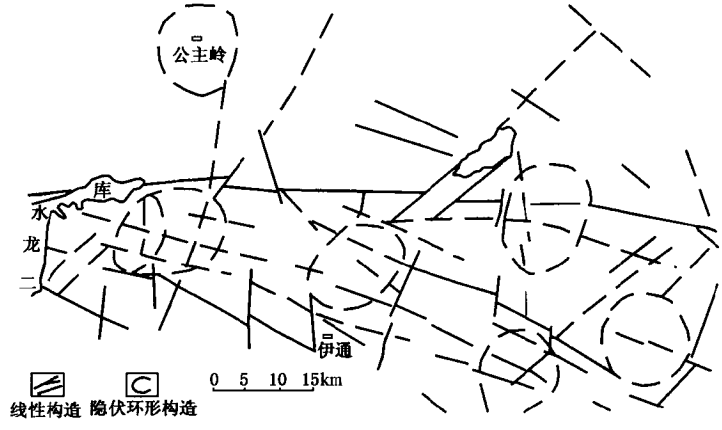 公主岭
库
水
龙
二
伊通
0 5 10 15km
线性构造 隐伏环形构造